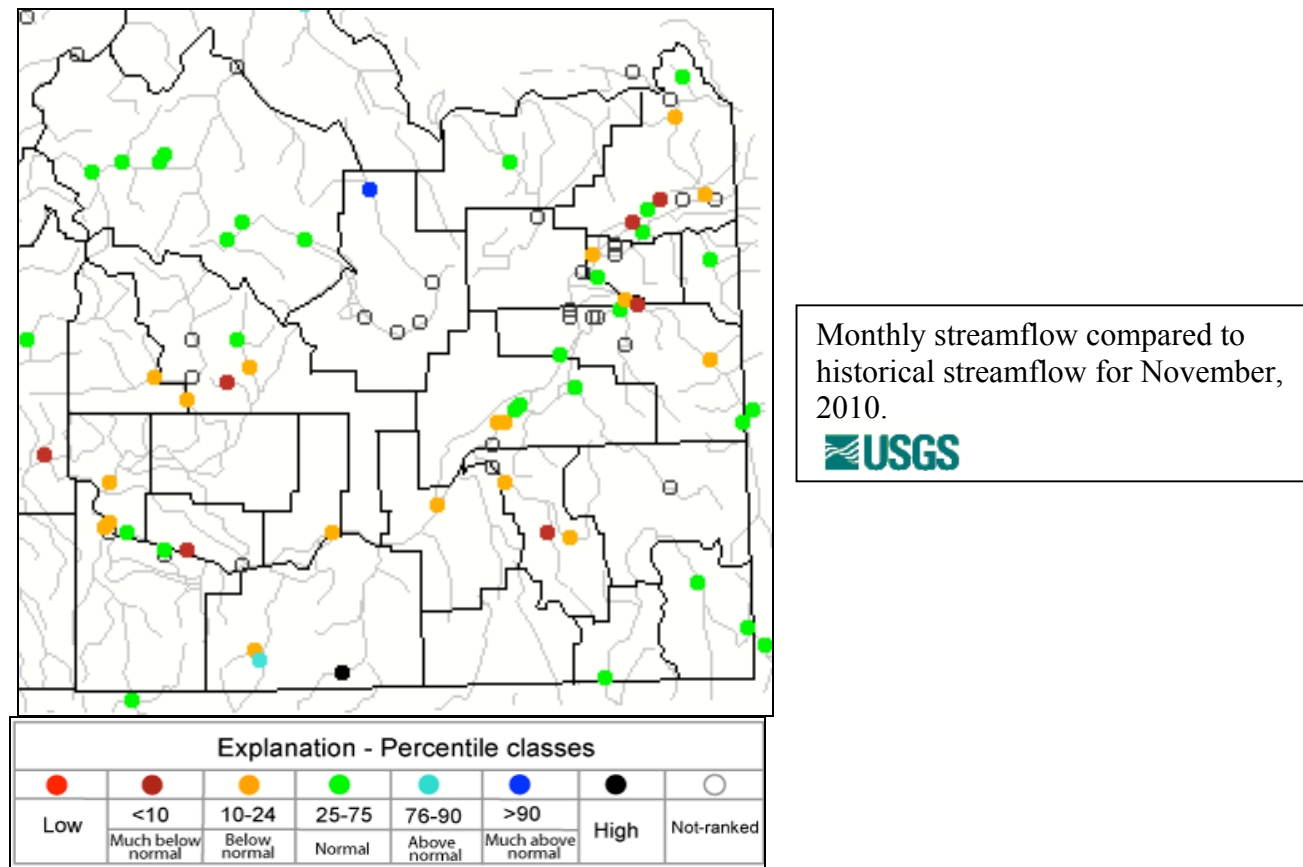 Monthly streamflow compared to
historical streamflow for November,
2010.
USGS
Explanation - Percentile classes
Low
<10
10-24
25-75
76-90
>90
High
Not-ranked
Much below
normal
Below
normal
Normal
Above
normal
Much above
normal